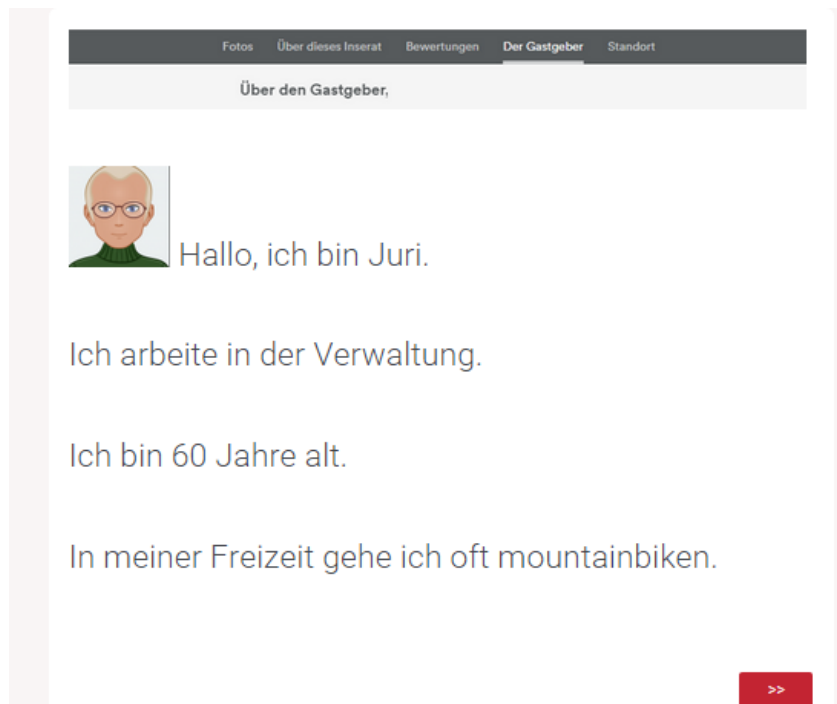 Fotos Über dieses Inserat Bewertungen Der Gastgeber Standort
Über den Gastgeber,
Hallo, ich bin Juri.
Ich arbeite in der Verwaltung.
Ich bin 60 Jahre alt.
In meiner Freizeit gehe ich oft mountainbiken.
>>